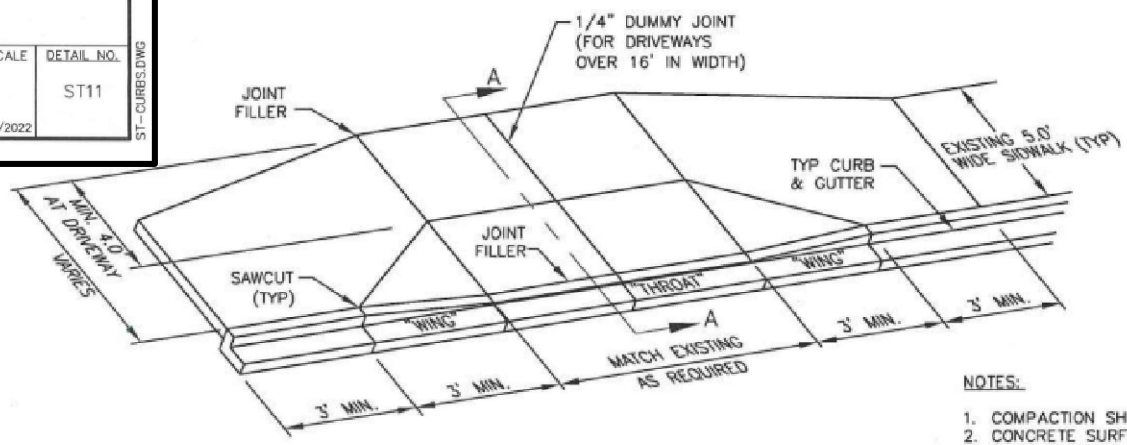 CALE
DETAIL NO.
ST11
/2022
ST-CURBS.DWG
1/4" DUMMY JOINT
(FOR DRIVEWAYS
OVER 16' IN WIDTH)
A
JOINT
FILLER
EXISTING 5.0'
WIDE SIDWALK (TYP)
TYP CURB
& GUTTER
MIN. 4.0'
AT DRIVEWAY
VARIES
JOINT
FILLER
SAWCUT
(TYP)
"WING"
"THROAT"
"WING"
A
3' MIN.
3' MIN.
MATCH EXISTING
AS REQUIRED
3' MIN.
3' MIN.
NOTES:
1. COMPACTION SH
2. CONCRETE SURF